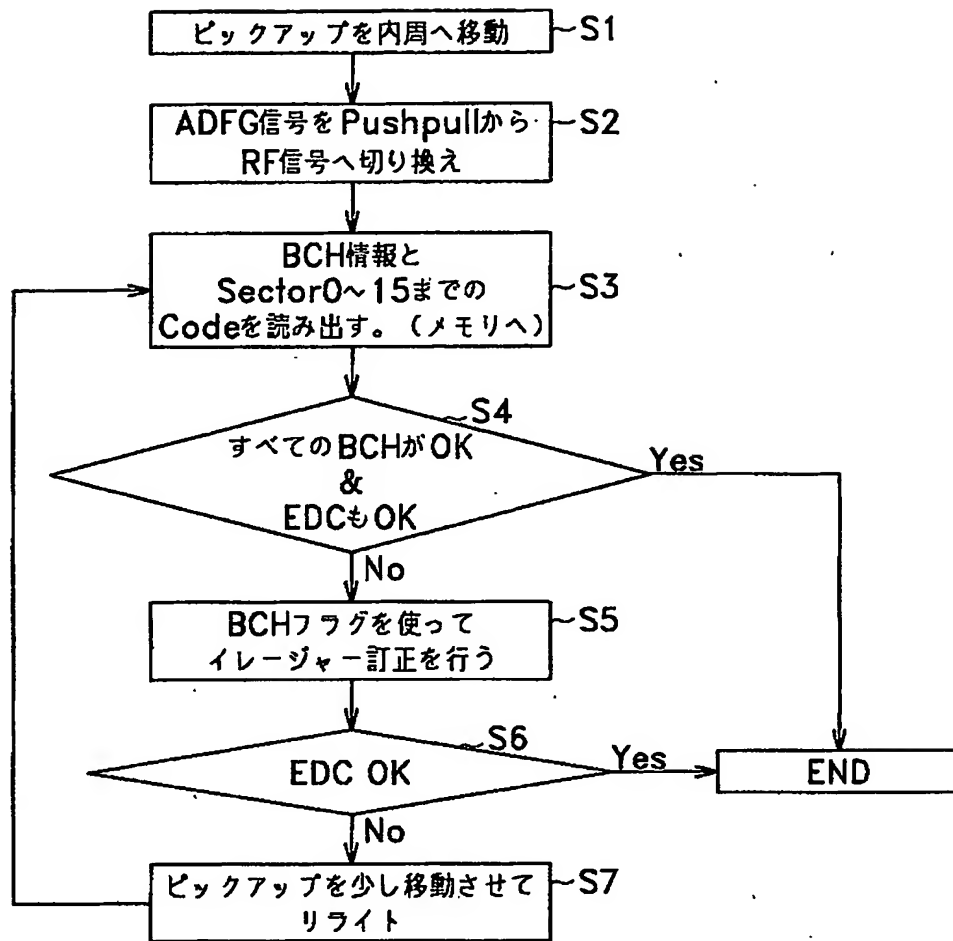 ピックアップを内周へ移動
S1
ADFG信号をPushpullから
RF信号へ切り換え
S2
BCH情報と
Sector0~15までの
Codeを読み出す。(メモリへ)
S3
S4
すべてのBCHがOK
&
EDCもOK
Yes
No
BCHフラグを使って
イレージャー訂正を行う
S5
S6
EDC OK
Yes
END
No
ピックアップを少し移動させて
リライト
S7